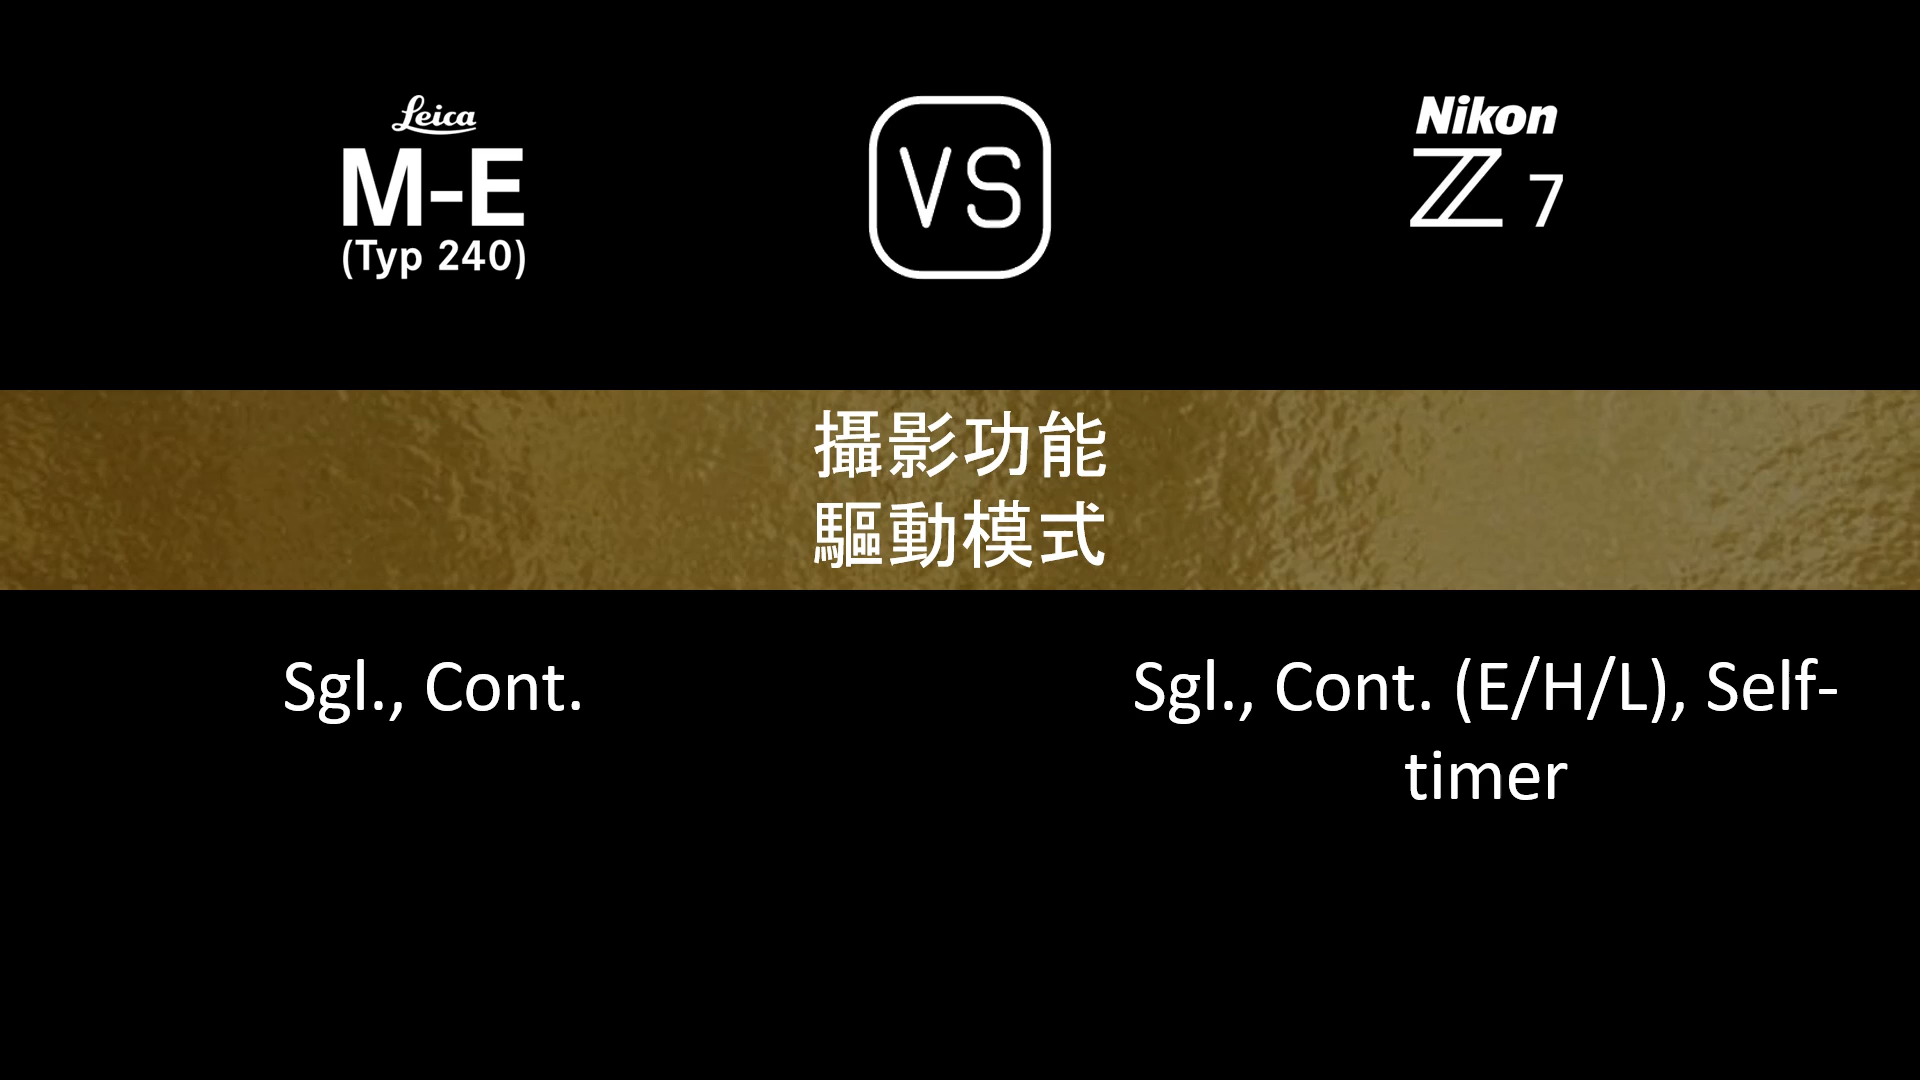 Leica
M-E
(Typ 240)
VS
Nikon
Z 7
攝影功能
驅動模式
Sgl., Cont.
Sgl., Cont. (E/H/L), Self-
timer